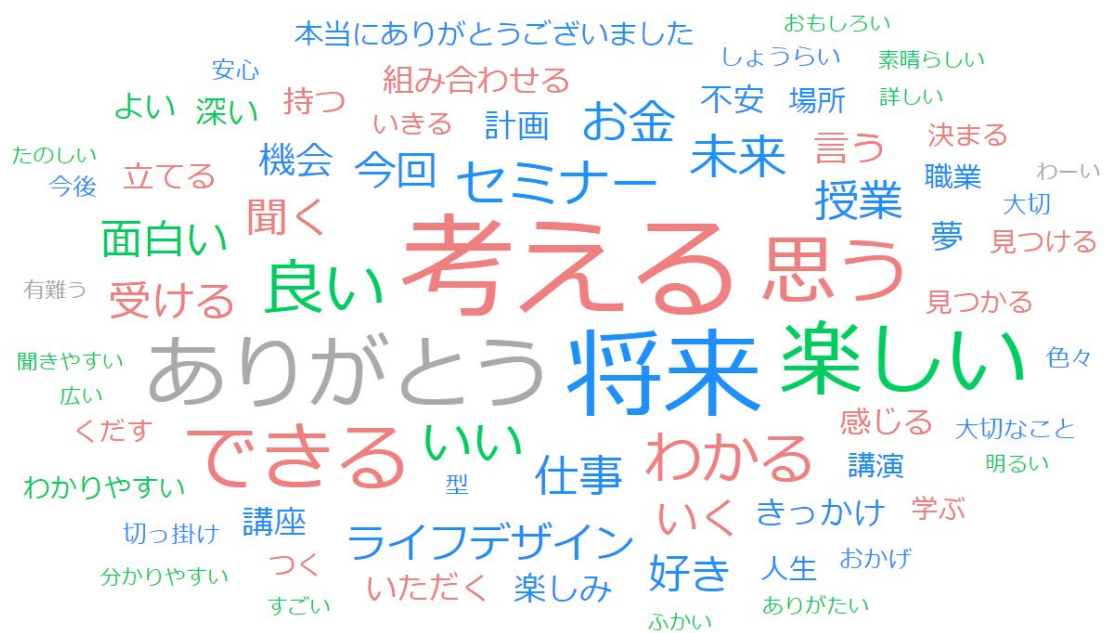 おもしろい
本当にありがとうございました
しょうらい
素晴らしい
安心
組み合わせる
不安
場所
詳しい
よい
深い
持つ
いきる
計画
お金
言う
決まる
たのしい
今後
立てる
機会
今回
セミナー
未来
授業
職業
わーい
大切
面白い
聞く
考える
思う
夢
見つける
有難う
受ける
良い
見つかる
聞きやすい
広い
ありがとう
将来
楽しい
色々
くだす
できる
いい
わかる
感じる
大切なこと
わかりやすい
型
仕事
講演
明るい
切っ掛け
講座
ライフデザイン
いく
きっかけ
学ぶ
分かりやすい
つく
いただく
楽しみ
好き
人生
おかげ
すごい
ふかい
ありがたい